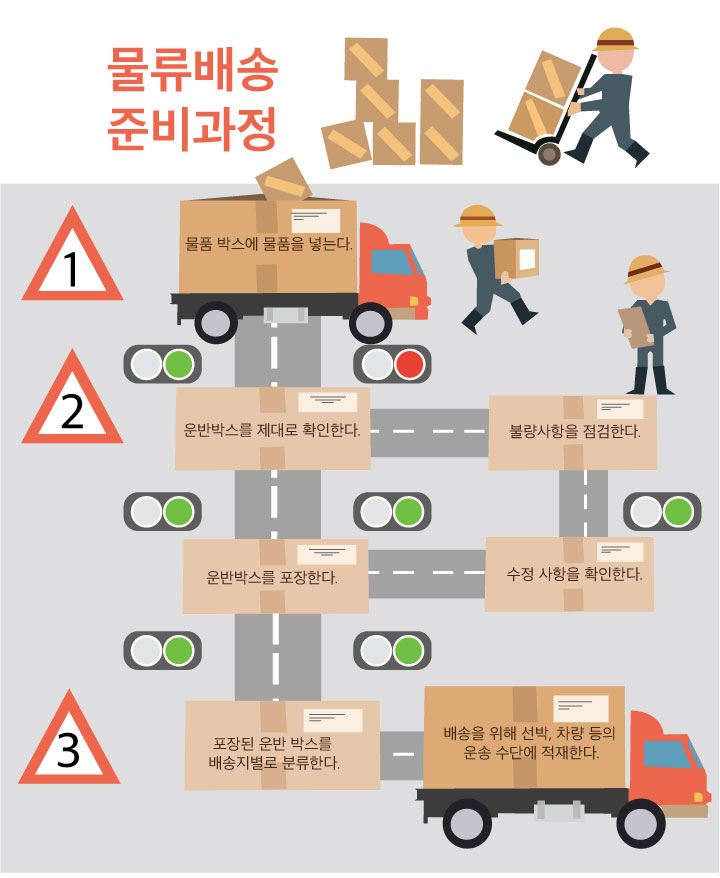 물류배송
준비과정
1
물품 박스에 물품을 넣는다.
2
운반박스를 제대로 확인한다.
불량사항을 점검한다.
운반박스를 포장한다.
수정 사항을 확인한다.
3
포장된 운반 박스를
배송지별로 분류한다.
배송을 위해 선박, 차량 등의
운송 수단에 적재한다.